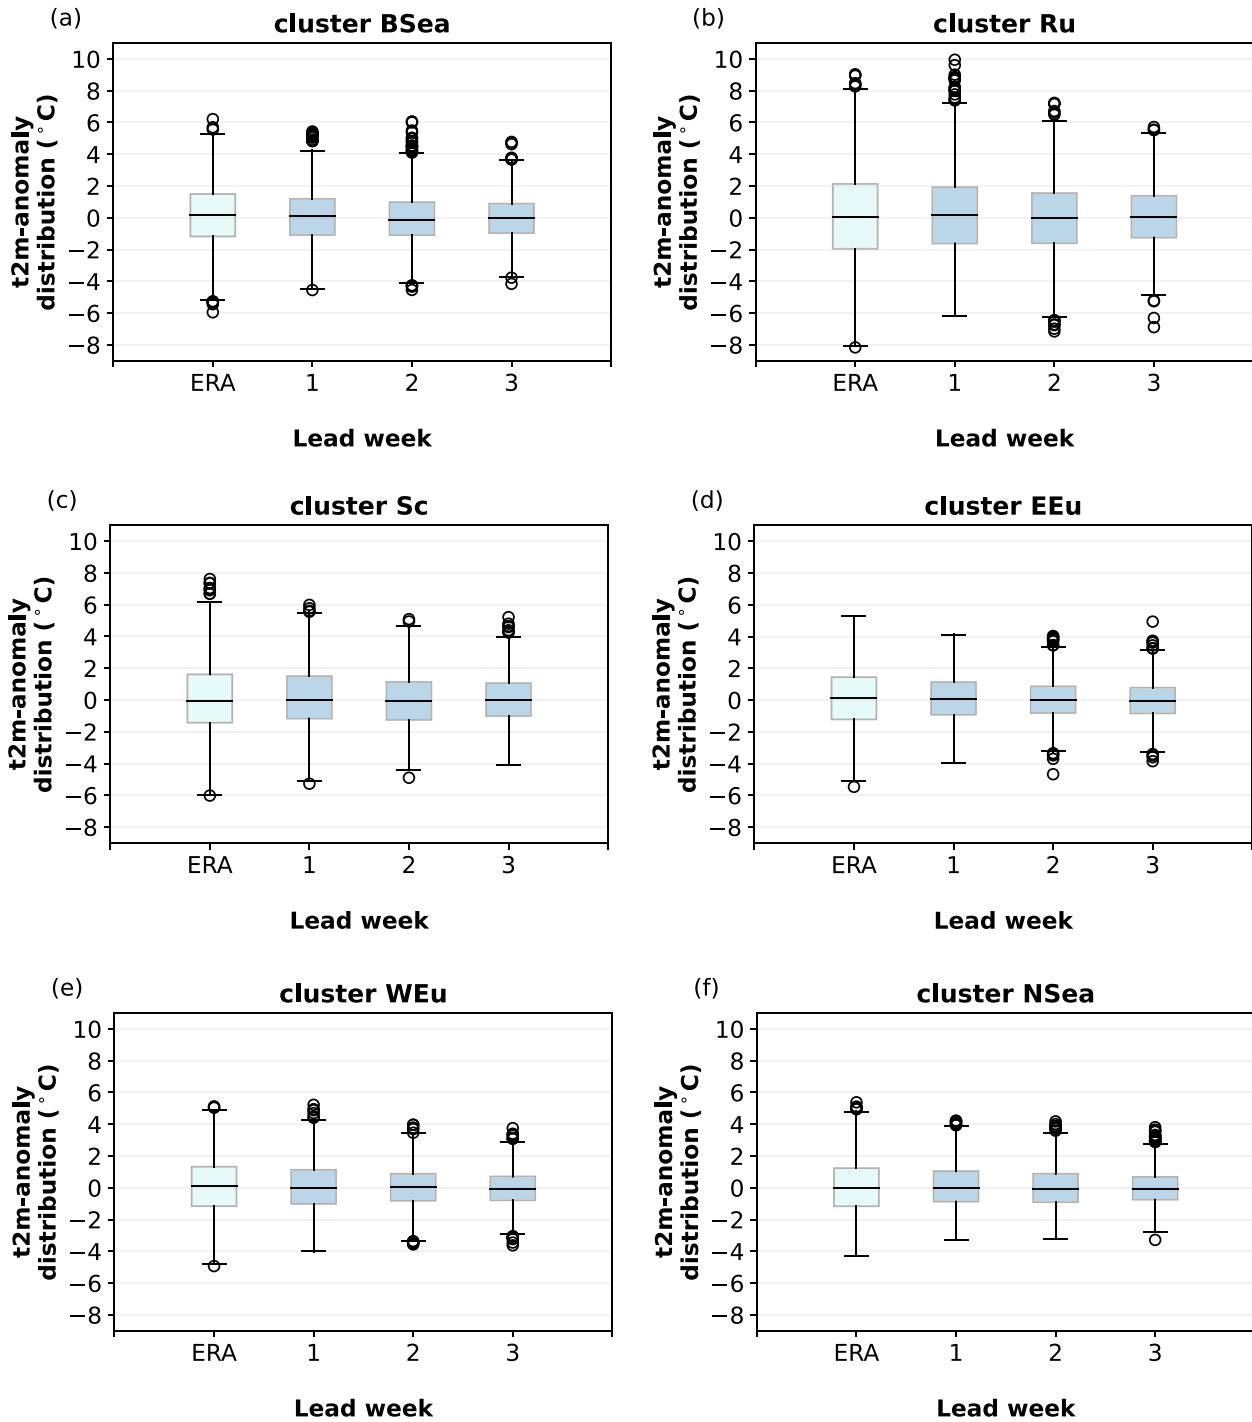 (a)
cluster BSea
t2m-anomaly
distribution (°C)
10
8
6
4
2
0
−2
−4
−6
−8
ERA 1 2 3
Lead week
(b)
cluster Ru
t2m-anomaly
distribution (°C)
10
8
6
4
2
0
−2
−4
−6
−8
ERA 1 2 3
Lead week
(c)
cluster Sc
t2m-anomaly
distribution (°C)
10
8
6
4
2
0
−2
−4
−6
−8
ERA 1 2 3
Lead week
(d)
cluster EEu
t2m-anomaly
distribution (°C)
10
8
6
4
2
0
−2
−4
−6
−8
ERA 1 2 3
Lead week
(e)
cluster WEu
t2m-anomaly
distribution (°C)
10
8
6
4
2
0
−2
−4
−6
−8
ERA 1 2 3
Lead week
(f)
cluster NSea
t2m-anomaly
distribution (°C)
10
8
6
4
2
0
−2
−4
−6
−8
ERA 1 2 3
Lead week